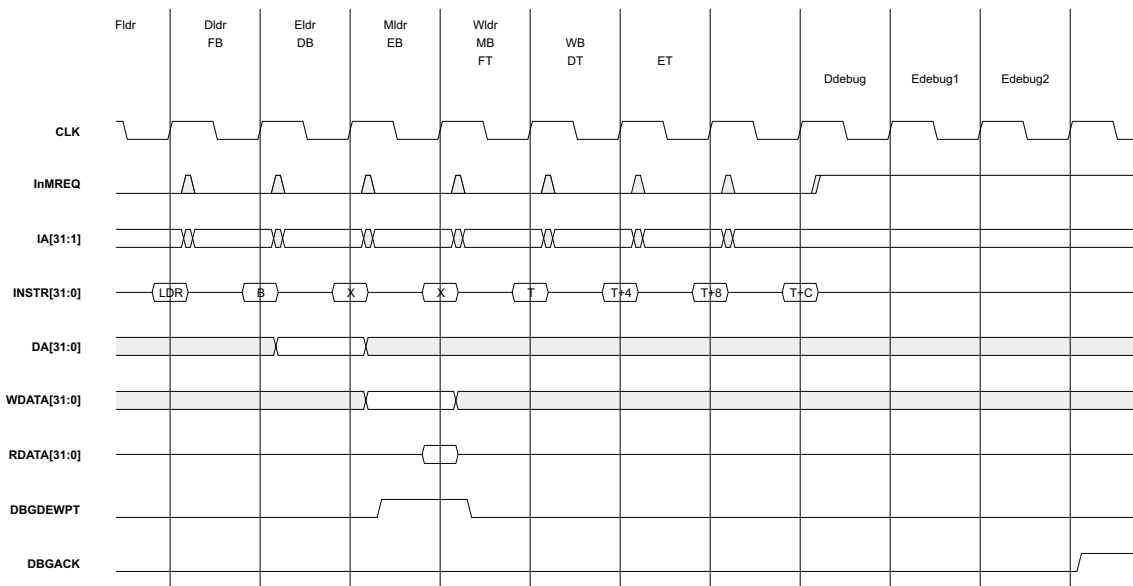 Fldr Dldr Eldr Mldr Wldr
FB DB EB MB WB
FT DT ET
Ddebug Edebug1 Edebug2
CLK
InMREQ
IA[31:1]
INSTR[31:0] LDR B X X T T+4 T+8 T+C
DA[31:0]
WDATA[31:0]
RDATA[31:0]
DBGDEWPT
DBGACK